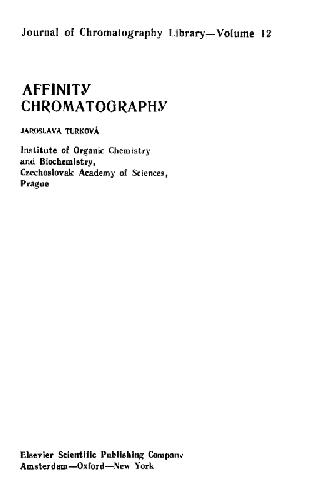 Journal of Chromatography Library—Volume 12
AFFINITY
CHROMATOGRAPHY
JAROSLAVA TURKOVÁ
Institute of Organic Chemistry
and Biochemistry,
Czechoslovak Academy of Sciences,
Prague
Elsevier Scientific Publishing Company
Amsterdam—Oxford—New York